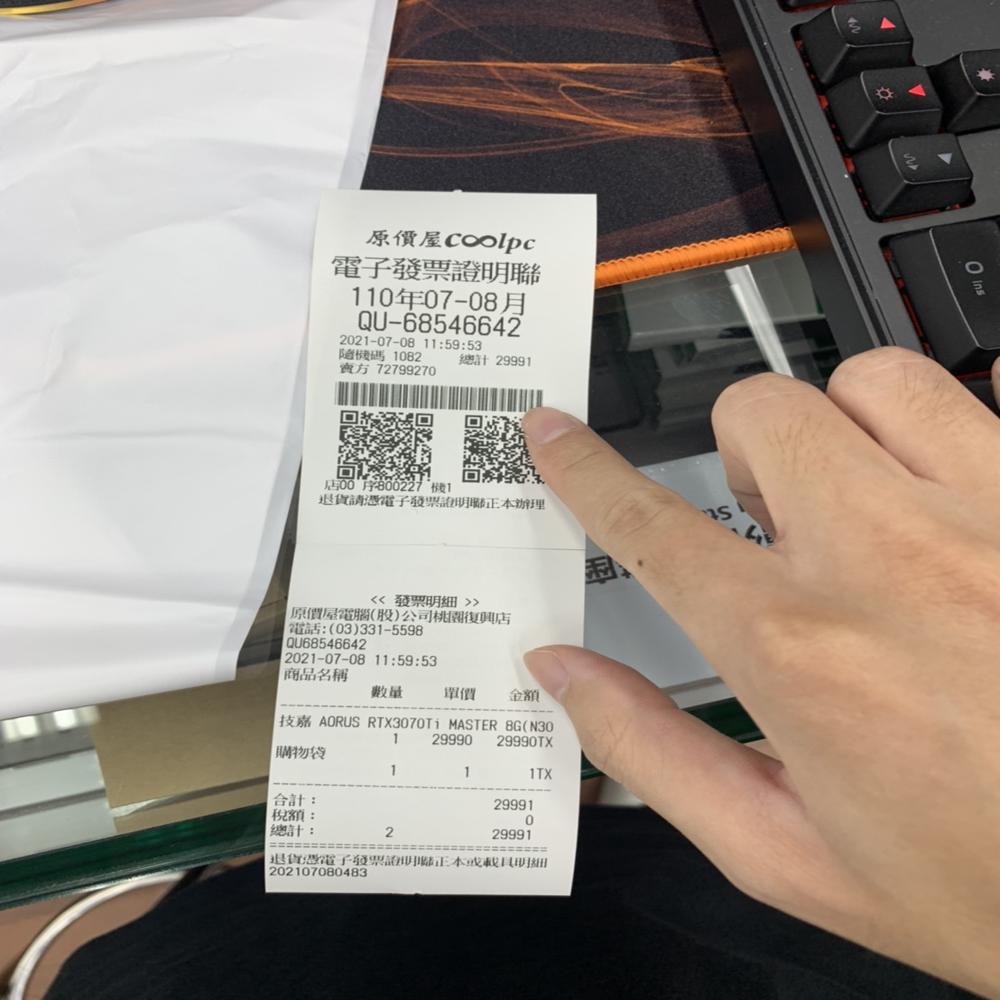 原價屋coolpc
電子發票證明聯
110年07-08月
QU-68546642
2021-07-08 11:59:53
隨機碼 1082 總計 29991
賣方 72799270
店00 序800227 機1
退貨請憑電子發票證明聯正本辦理
<< 發票明細 >>
原價屋電腦(股)公司桃園復興店
電話:(03)331-5598
QU68546642
2021-07-08 11:59:53
商品名稱
數量 單價 金額
技嘉 AORUS RTX3070Ti MASTER 8G(N30
1 29990 29990TX
購物袋
1 1 1TX
合計： 29991
稅額： 0
總計： 2 29991
退貨憑電子發票證明聯正本或載具明細
202107080483
0
Ins